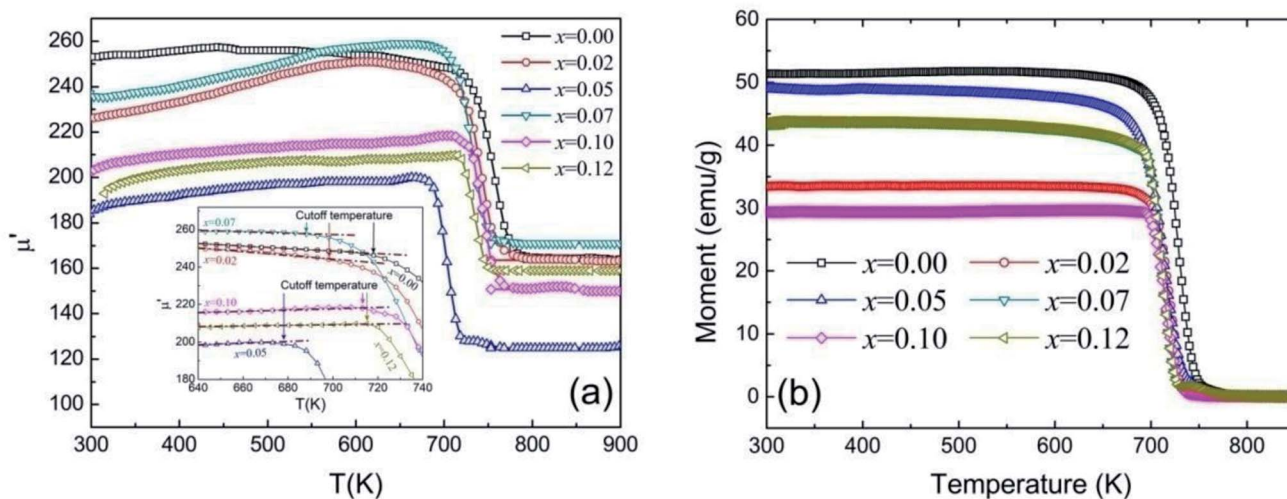 260
240
220
200
190
160
130
100
μ'
300 400 500 600 700 800 900
T(K)
x=0.00
x=0.02
x=0.05
x=0.07
x=0.10
x=0.12
(a)
Cutoff temperature
x=0.07
x=0.02
x=0.00
Cutoff temperature
x=0.10
x=0.05
x=0.12
260
240
220
200
180
μ'
640 660 680 700 720 740
T(K)
60
50
40
30
20
10
0
Moment (emu/g)
x=0.00 x=0.02
x=0.05 x=0.07
x=0.10 x=0.12
(b)
300 400 500 600 700 800
Temperature (K)